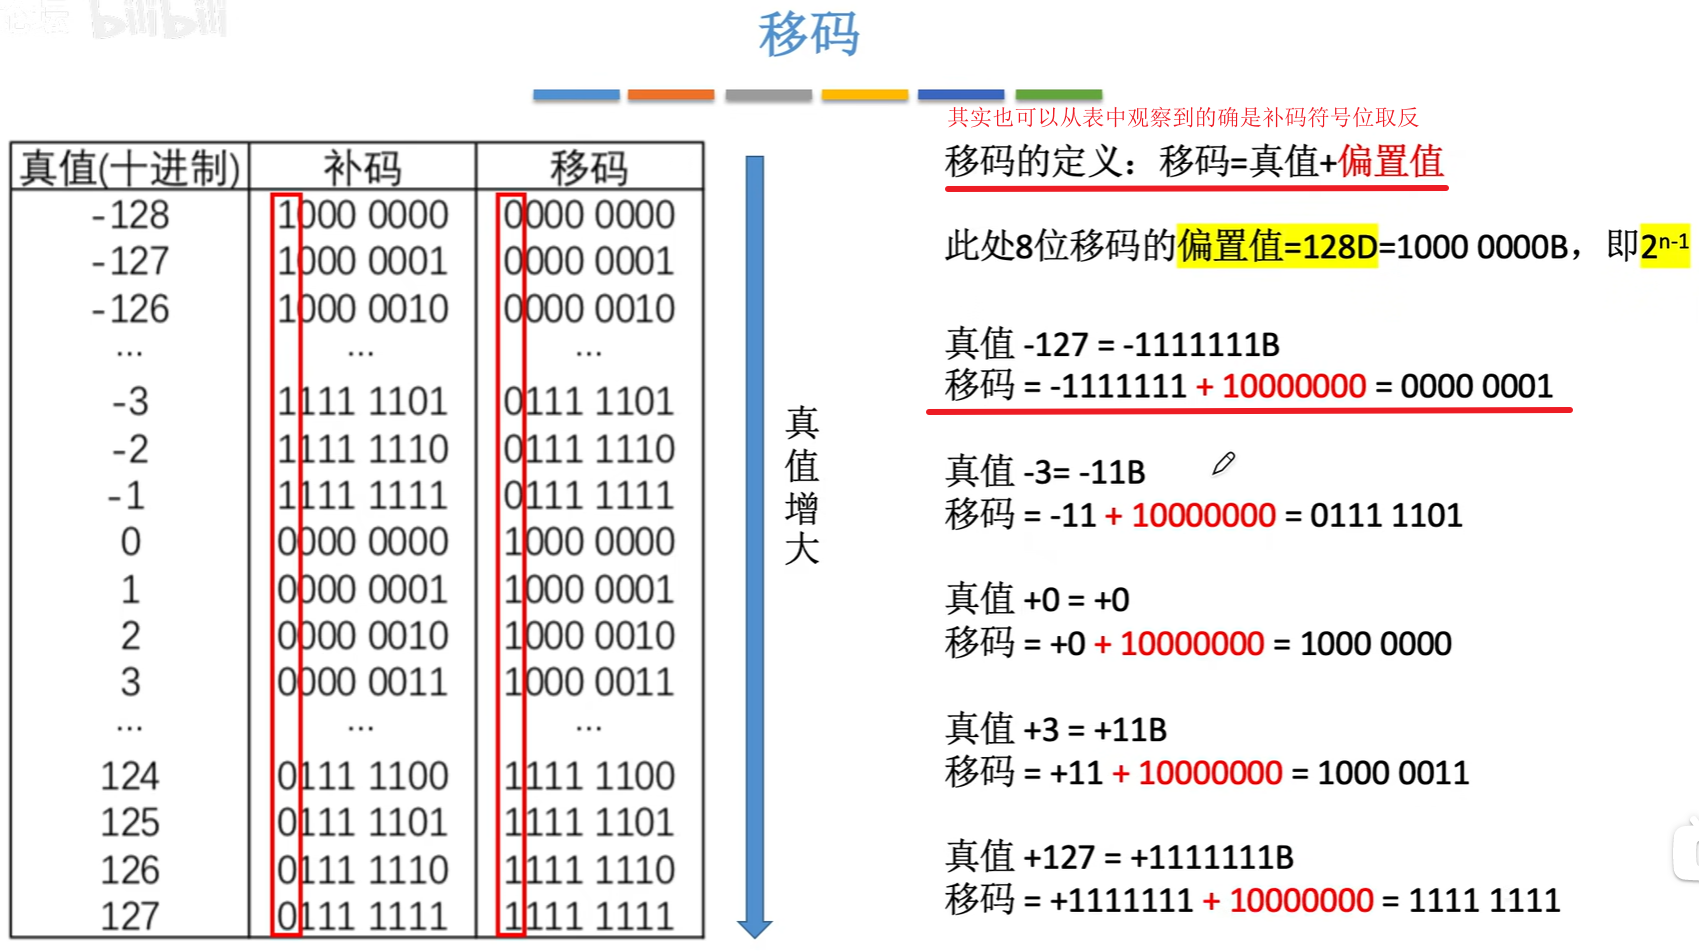 bilibili
移码
真值(十进制) 补码 移码
-128 1000 0000 0000 0000
-127 1000 0001 0000 0001
-126 1000 0010 0000 0010
... ... ...
-3 1111 1101 0111 1101
-2 1111 1110 0111 1110
-1 1111 1111 0111 1111
0 0000 0000 1000 0000
1 0000 0001 1000 0001
2 0000 0010 1000 0010
3 0000 0011 1000 0011
... ... ...
124 0111 1100 1111 1100
125 0111 1101 1111 1101
126 0111 1110 1111 1110
127 0111 1111 1111 1111
真
值
增
大
其实也可以从表中观察到的确是补码符号位取反
移码的定义：移码=真值+偏置值
此处8位移码的偏置值=128D=1000 0000B，即2ⁿ⁻¹
真值 -127 = -1111111B
移码 = -1111111 + 10000000 = 0000 0001
真值 -3= -11B
移码 = -11 + 10000000 = 0111 1101
真值 +0 = +0
移码 = +0 + 10000000 = 1000 0000
真值 +3 = +11B
移码 = +11 + 10000000 = 1000 0011
真值 +127 = +1111111B
移码 = +1111111 + 10000000 = 1111 1111